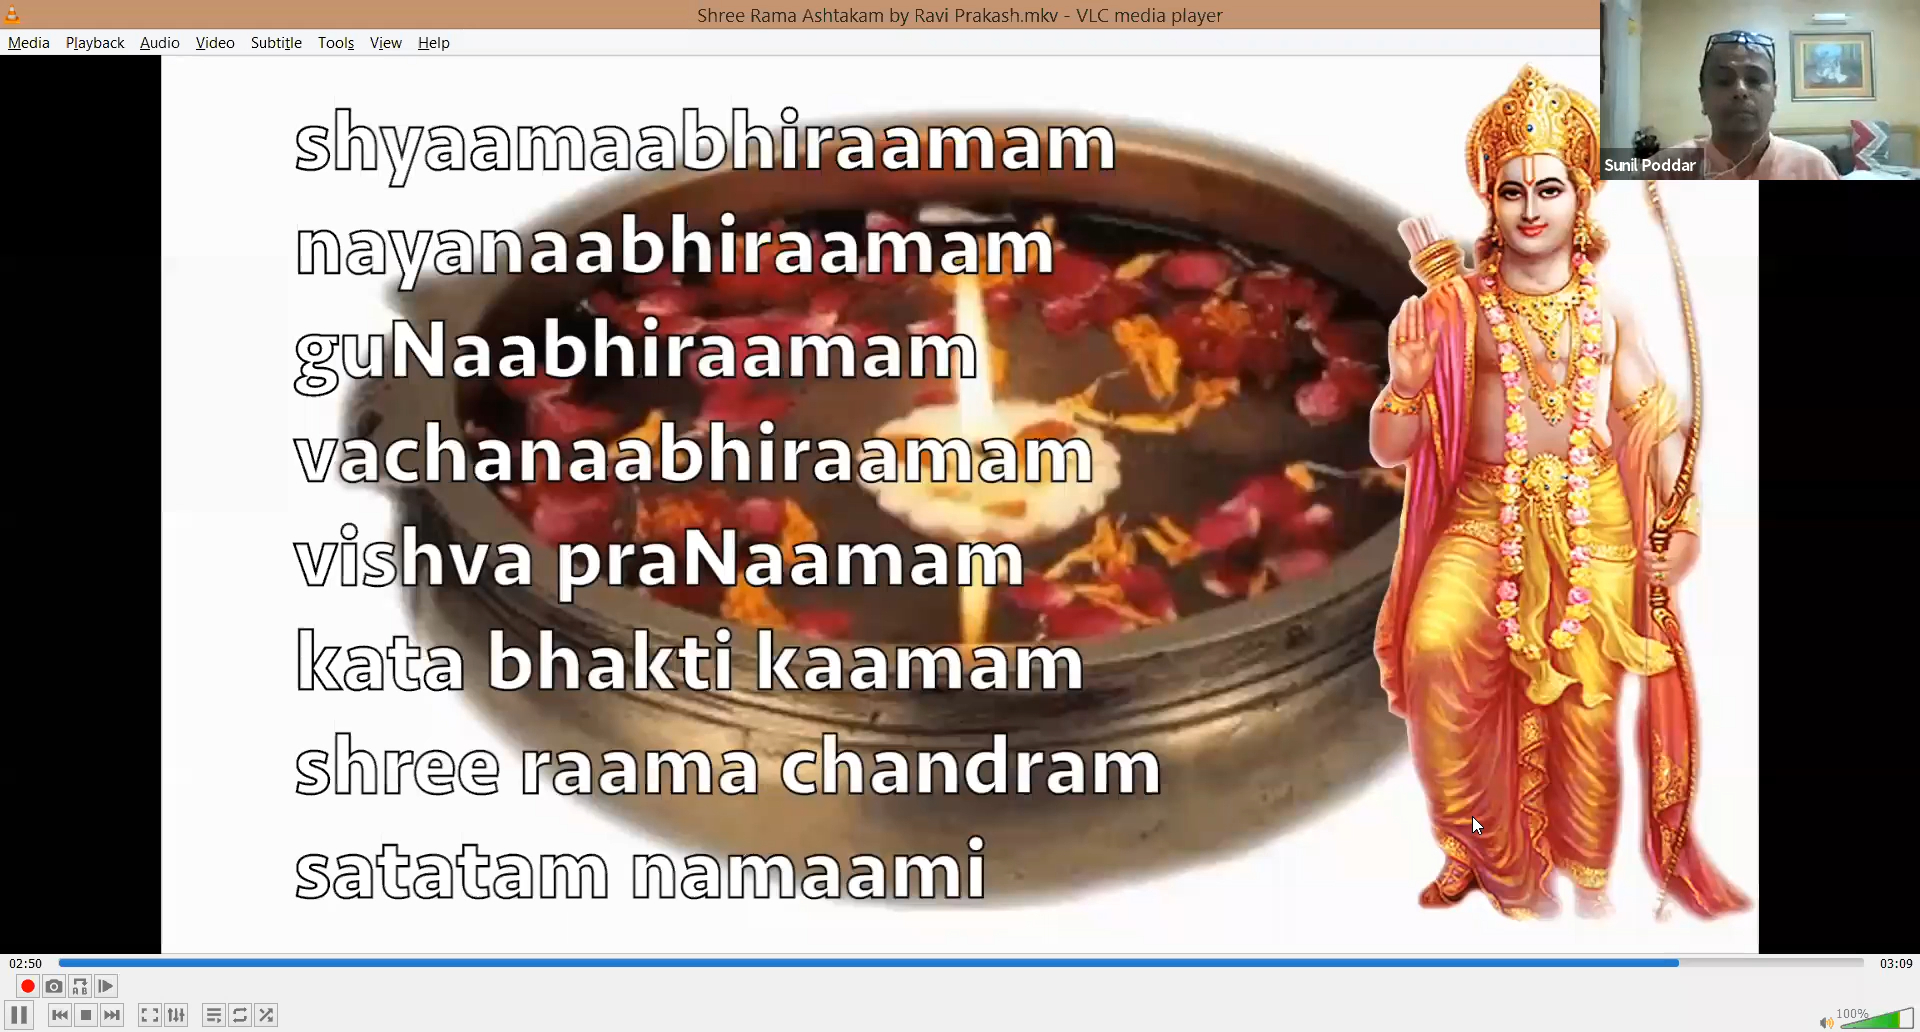 Shree Rama Ashtakam by Ravi Prakash.mkv - VLC media player
Media Playback Audio Video Subtitle Tools View Help
Sunil Poddar
shyaamaabhiraamam
nayanaabhiraamam
guNaabhiraamam
vachanaabhiraamam
vishva praNaamam
kata bhakti kaamam
shree raama chandram
satatam namaami
02:50 03:09
A B
100%